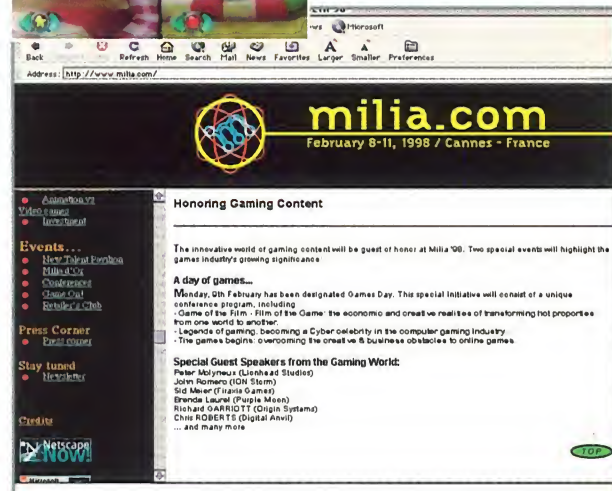 Microsoft
Back
Refresh Home Search Mail News Favorites Larger Smaller Preferences
Address: http://www.milia.com/
milia.com
February 8-11, 1998 / Cannes - France
Animation vs
Video games
Investment
Events...
New Talent Pavilion
Milia d'Or
Conferences
Game On!
Retailer's Club
Press Corner
Press corner
Stay tuned
Newsletter
Credits
Netscape
Now!
Microsoft
Honoring Gaming Content
The innovative world of gaming content will be guest of honor at Milia '98. Two special events will highlight the
games industry's growing significance
A day of games...
Monday, 9th February has been designated Games Day. This special initiative will consist of a unique
conference program, including
- Game of the Film - Film of the Game: the economic and creative realities of transforming hot properties
from one world to another.
- Legends of gaming: becoming a Cyber celebrity in the computer gaming industry
- The games begins: overcoming the creative & business obstacles to online games.
Special Guest Speakers from the Gaming World:
Peter Molyneux (Lionhead Studios)
John Romero (ION Storm)
Sid Meier (Firaxis Games)
Brenda Laurel (Purple Moon)
Richard GARRIOTT (Origin Systams)
Chris ROBERTS (Digital Anvil)
... and many more
TOP